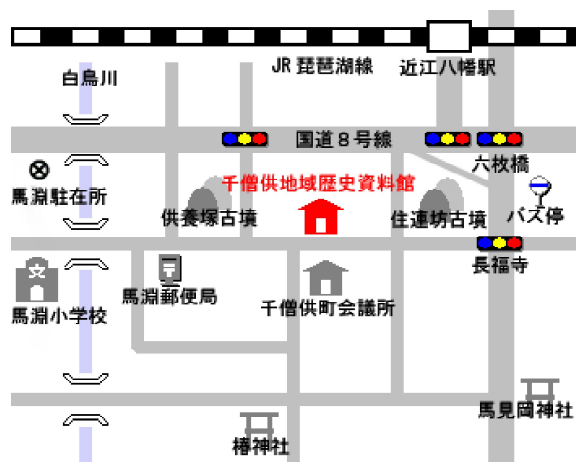 JR 琵琶湖線
近江八幡駅
白鳥川
国道8号線
六枚橋
千僧供地域歴史資料館
馬淵駐在所
供養塚古墳
住連坊古墳
バス停
長福寺
文
馬淵郵便局
馬淵小学校
千僧供町会議所
馬見岡神社
椿神社